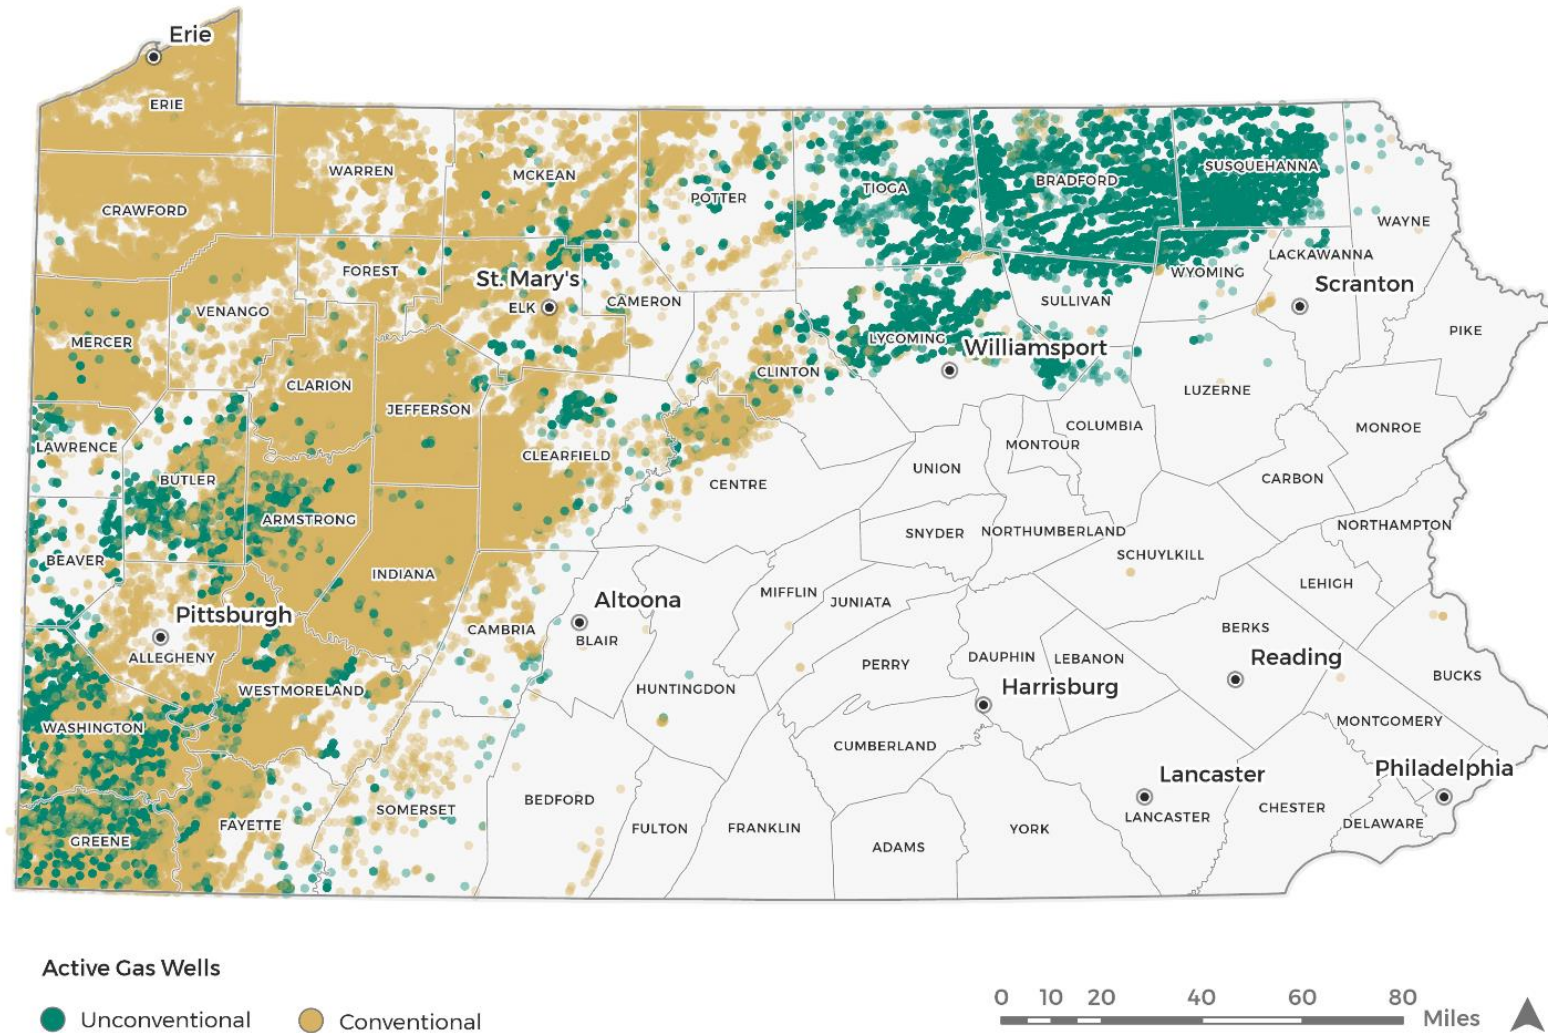 Erie
ERIE
WARREN
MCKEAN
SUSQUEHANNA
BRADFORD
TIOGA
POTTER
CRAWFORD
WAYNE
LACKAWANNA
WYOMING
FOREST
St. Mary's
Scranton
CAMERON
SULLIVAN
ELK
VENANGO
PIKE
LYCOMING
MERCER
Williamsport
CLINTON
CLARION
LUZERNE
JEFFERSON
COLUMBIA
MONROE
MONTOUR
LAWRENCE
CLEARFIELD
UNION
BUTLER
CENTRE
CARBON
ARMSTRONG
NORTHAMPTON
SNYDER
NORTHUMBERLAND
SCHUYLKILL
BEAVER
INDIANA
LEHIGH
MIFFLIN
JUNIATA
Altoona
Pittsburgh
CAMBRIA
BERKS
BLAIR
ALLEGHENY
DAUPHIN
LEBANON
Reading
PERRY
BUCKS
Harrisburg
HUNTINGDON
WESTMORELAND
MONTGOMERY
WASHINGTON
CUMBERLAND
Philadelphia
Lancaster
BEDFORD
CHESTER
SOMERSET
LANCASTER
DELAWARE
FAYETTE
FULTON
FRANKLIN
YORK
GREENE
ADAMS
Active Gas Wells
Unconventional Conventional
0 10 20 40 60 80
Miles